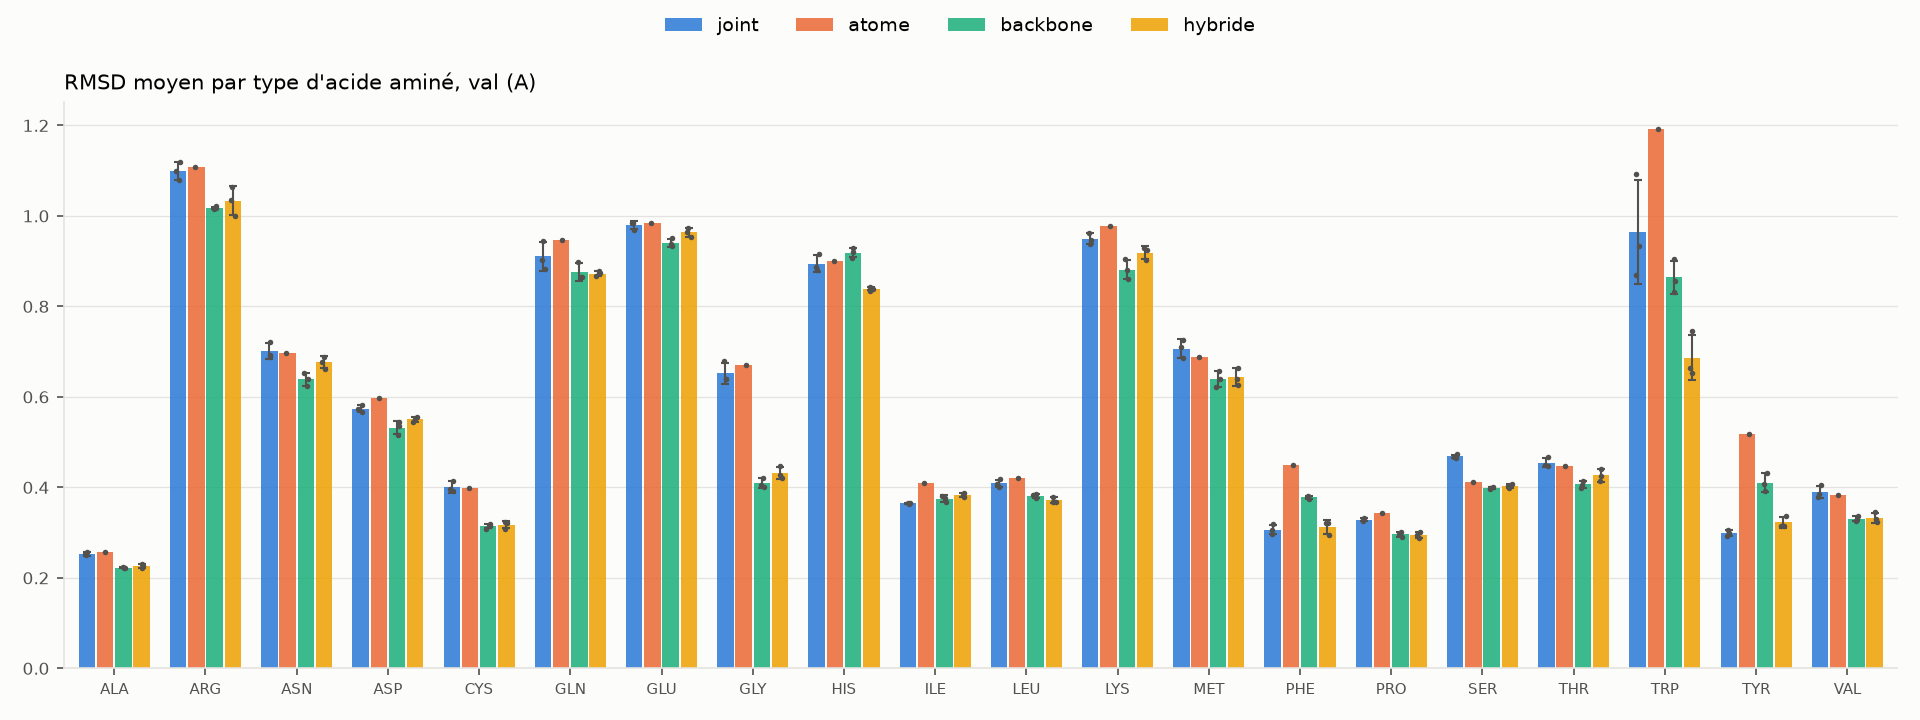 joint atome backbone hybride
RMSD moyen par type d'acide aminé, val (A)
1.2
1.0
0.8
0.6
0.4
0.2
0.0
ALA ARG ASN ASP CYS GLN GLU GLY HIS ILE LEU LYS MET PHE PRO SER THR TRP TYR VAL